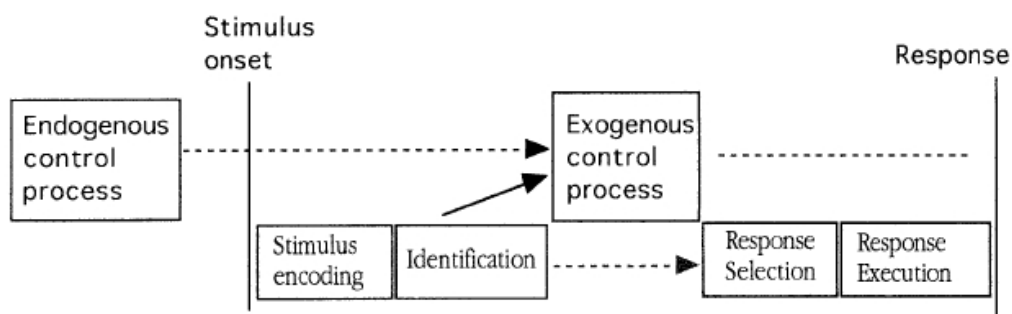 Stimulus
onset
Response
Endogenous
control
process
Exogenous
control
process
Stimulus
encoding
Identification
Response
Selection
Response
Execution